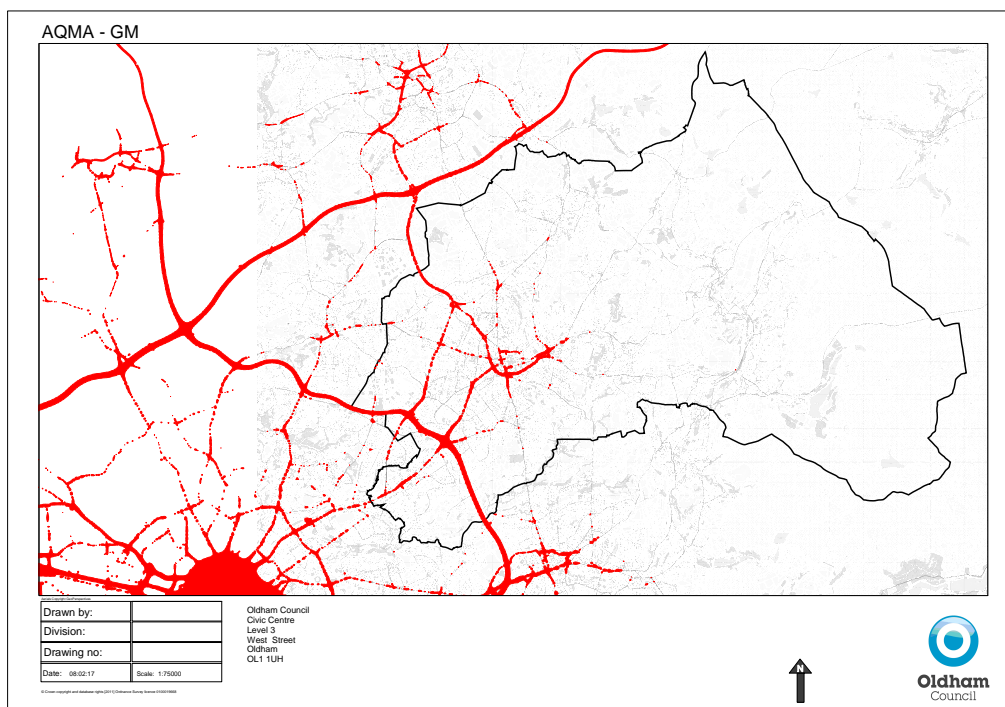 AQMA - GM
Drawn by:
Division:
Drawing no:
Date: 08:02:17 Scale: 1:75000
Oldham Council
Civic Centre
Level 3
West Street
Oldham
OL1 1UH
N
Oldham
Council